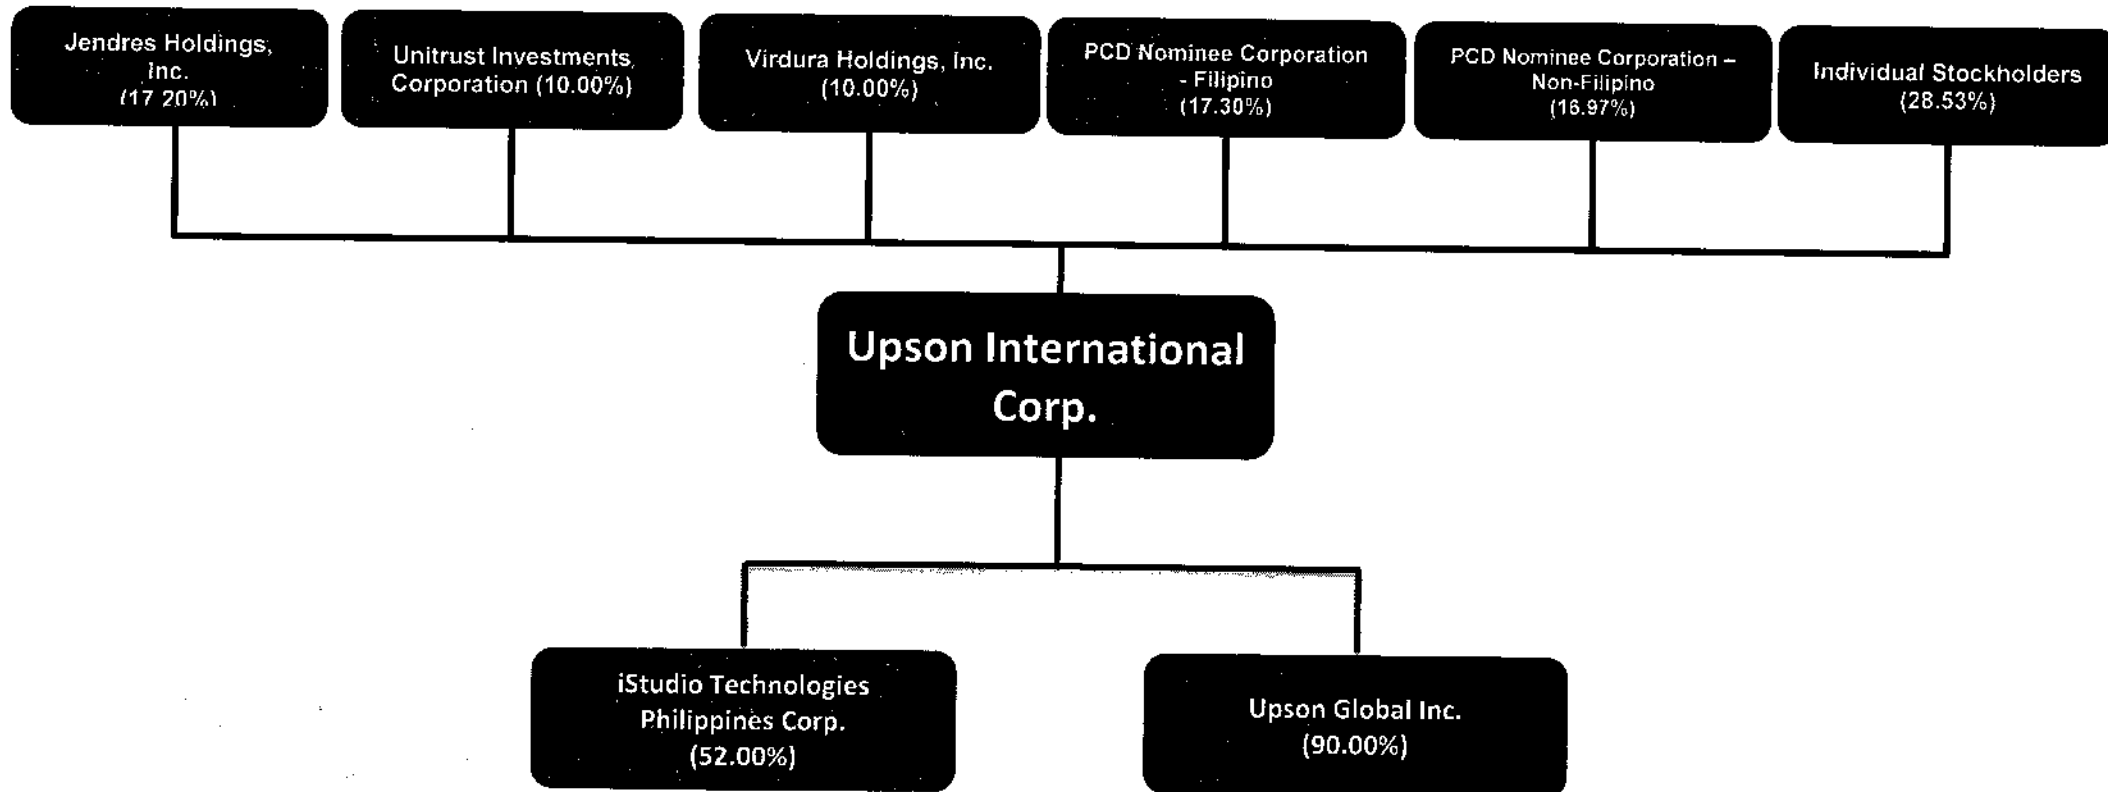 Jendres Holdings,
Inc.
(17.20%)
Unitrust Investments
Corporation (10.00%)
Virdura Holdings, Inc.
(10.00%)
PCD Nominee Corporation
- Filipino
(17.30%)
PCD Nominee Corporation –
Non-Filipino
(16.97%)
Individual Stockholders
(28.53%)
Upson International
Corp.
iStudio Technologies
Philippines Corp.
(52.00%)
Upson Global Inc.
(90.00%)